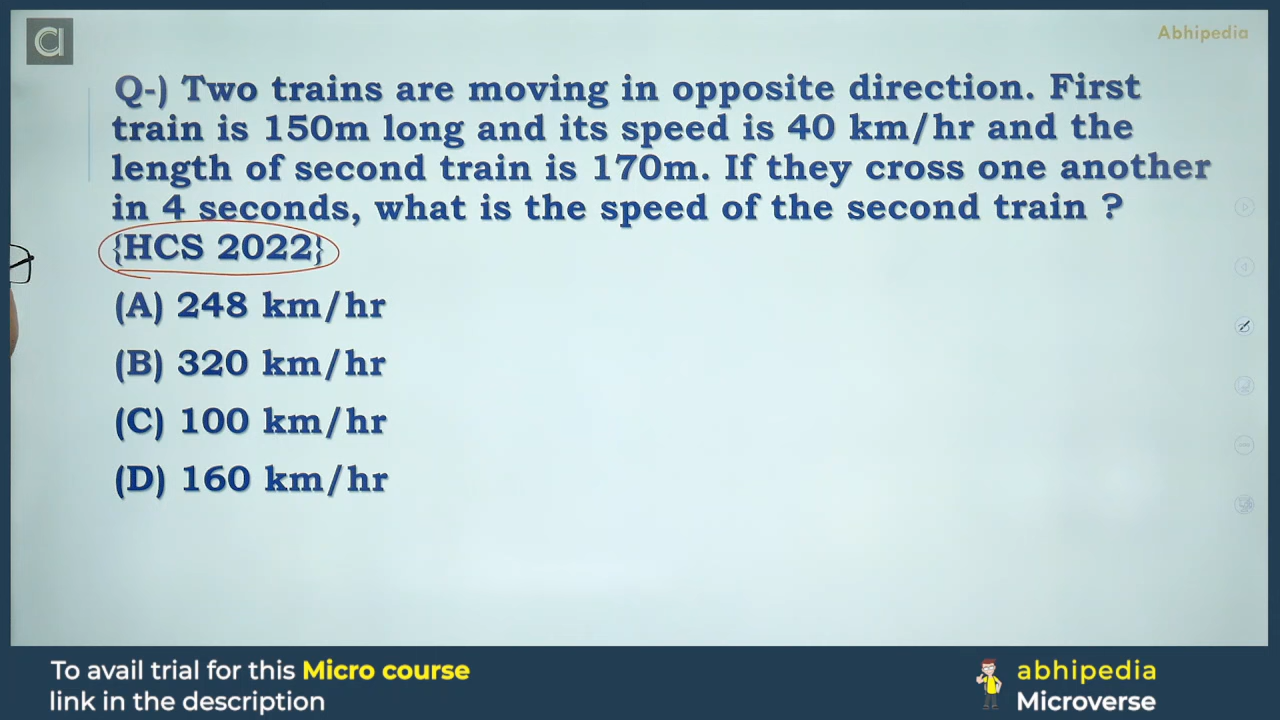 Abhipedia
Q-) Two trains are moving in opposite direction. First
train is 150m long and its speed is 40 km/hr and the
length of second train is 170m. If they cross one another
in 4 seconds, what is the speed of the second train ?
{HCS 2022}
(A) 248 km/hr
(B) 320 km/hr
(C) 100 km/hr
(D) 160 km/hr
To avail trial for this Micro course
link in the description
abhipedia
Microverse